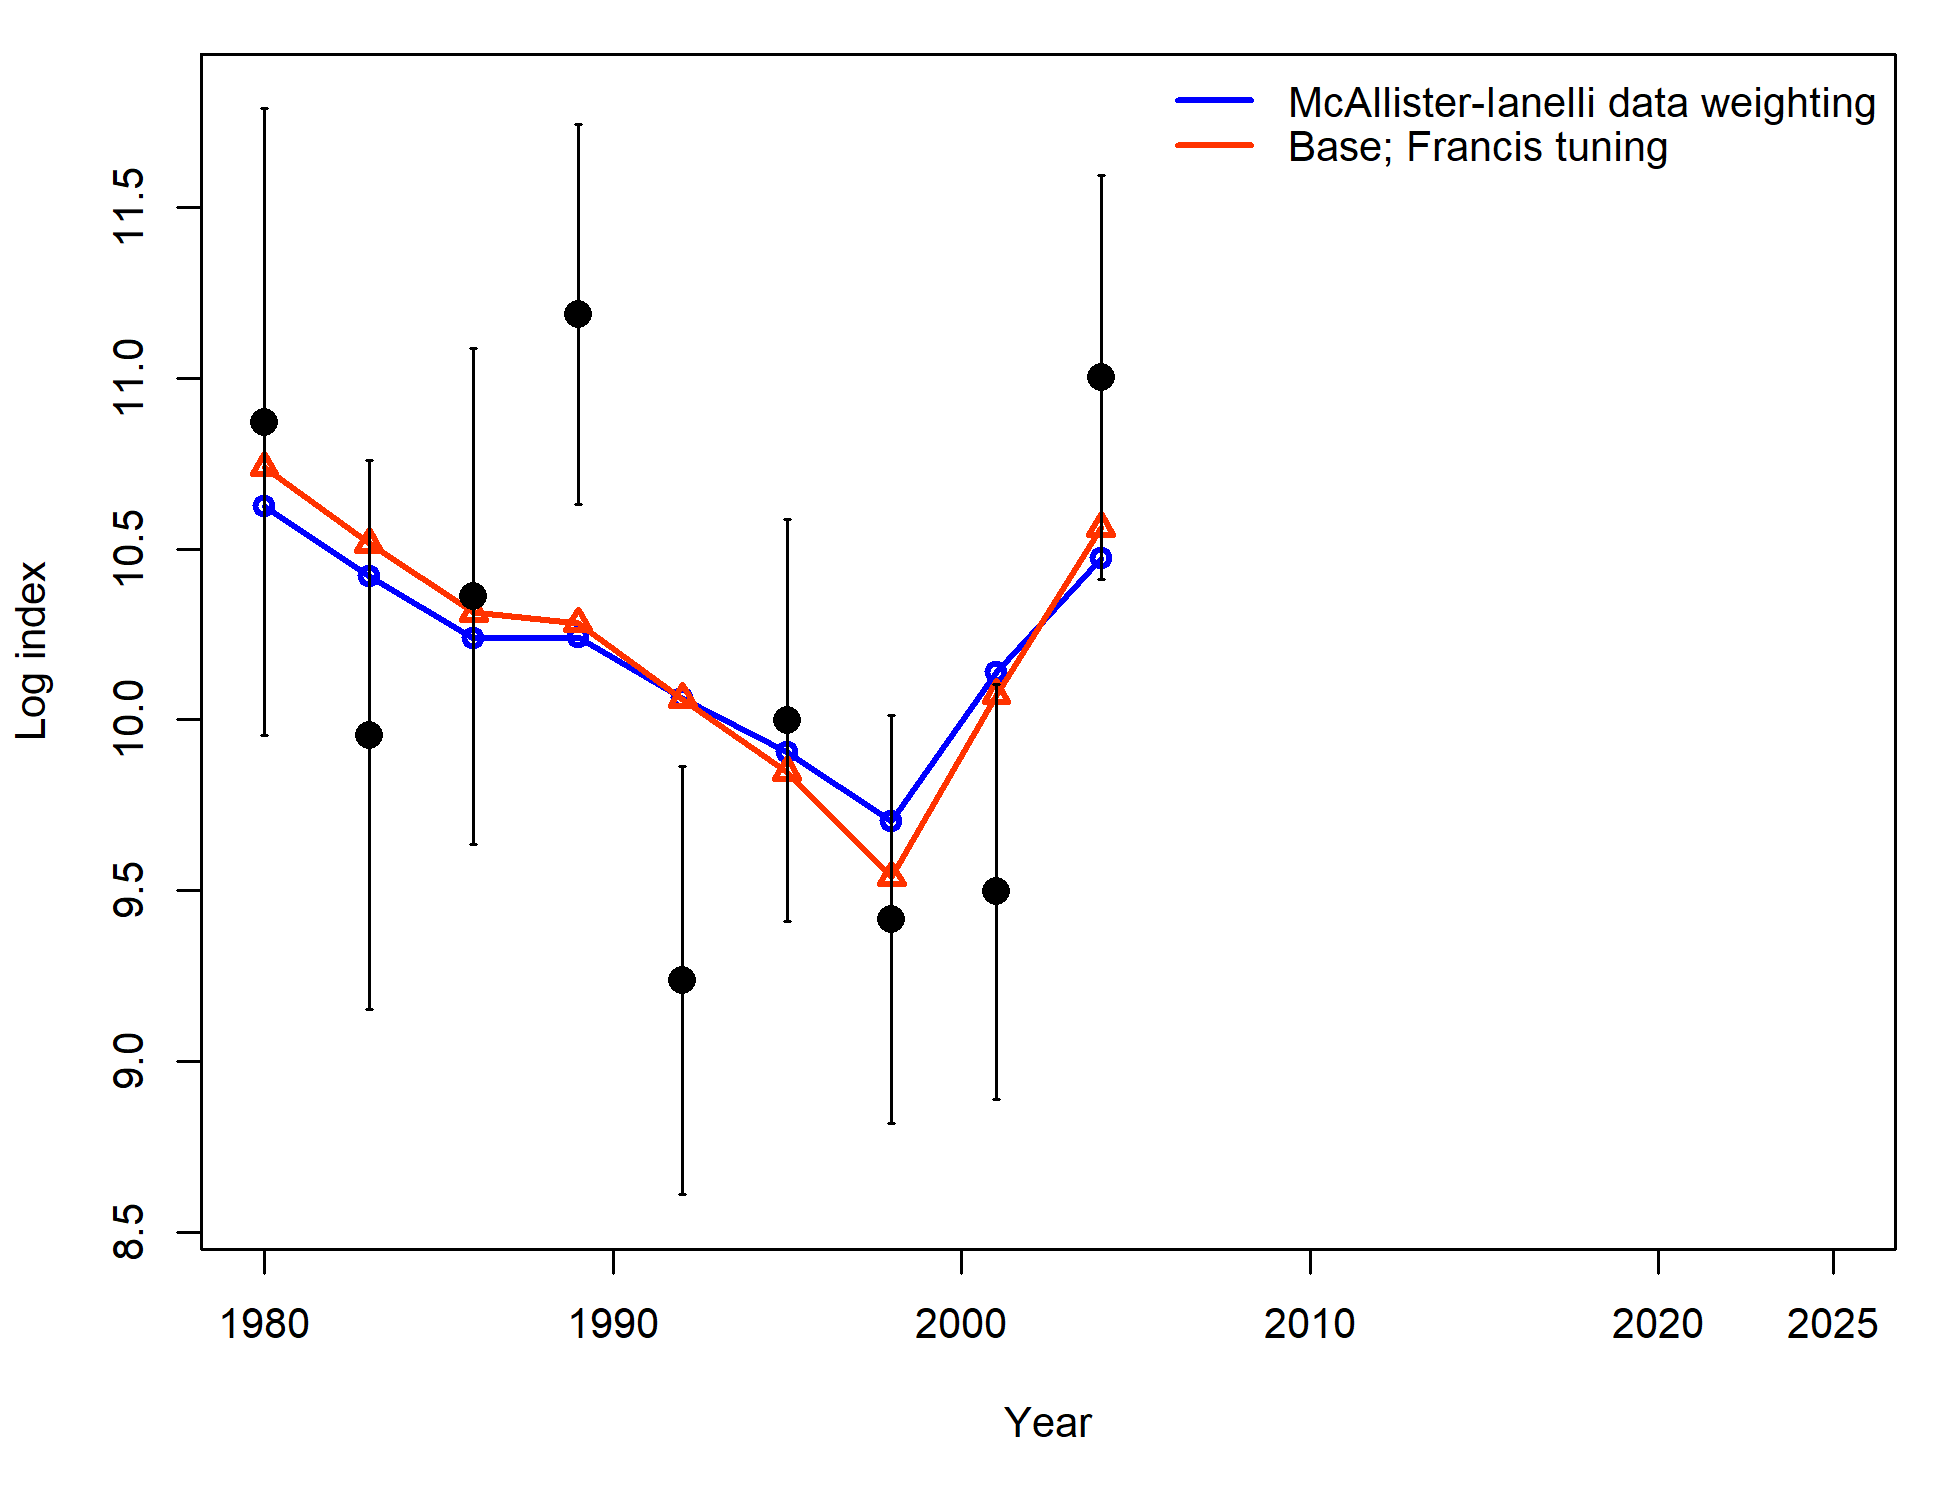 McAllister-Ianelli data weighting
Base; Francis tuning
Log index
11.5
11.0
10.5
10.0
9.5
9.0
8.5
1980 1990 2000 2010 2020 2025
Year